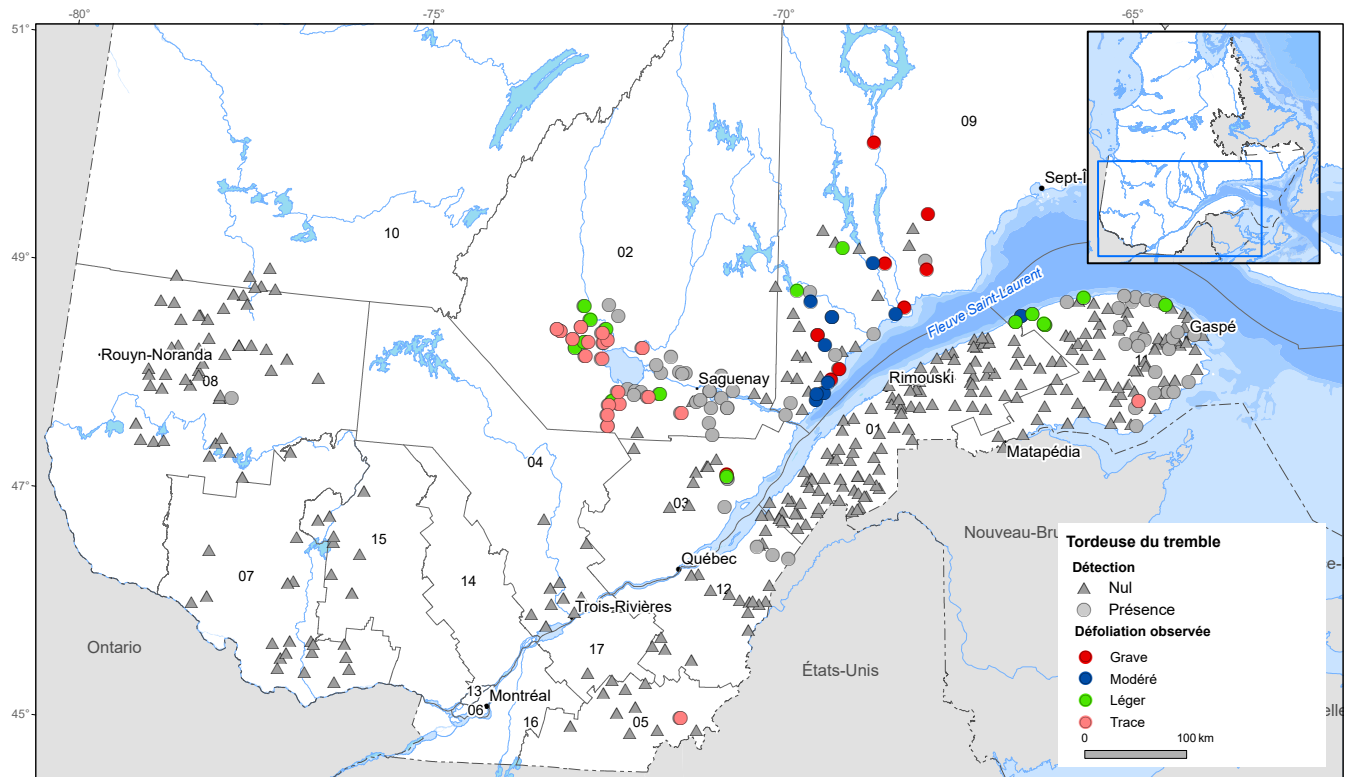 -80°
-75°
-70°
-65°
51°
49°
47°
45°
09
10
02
Sept-Î
Fleuve Saint-Laurent
Gaspé
Rouyn-Noranda
08
Saguenay
Rimouski
11
01
Matapédia
04
03
Nouveau-Bru
15
14
07
Québec
12
Trois-Rivières
Ontario
17
États-Unis
13
Montréal
06
16
05
Tordeuse du tremble
Détection
Nul
Présence
Défoliation observée
Grave
Modéré
Léger
Trace
0 100 km